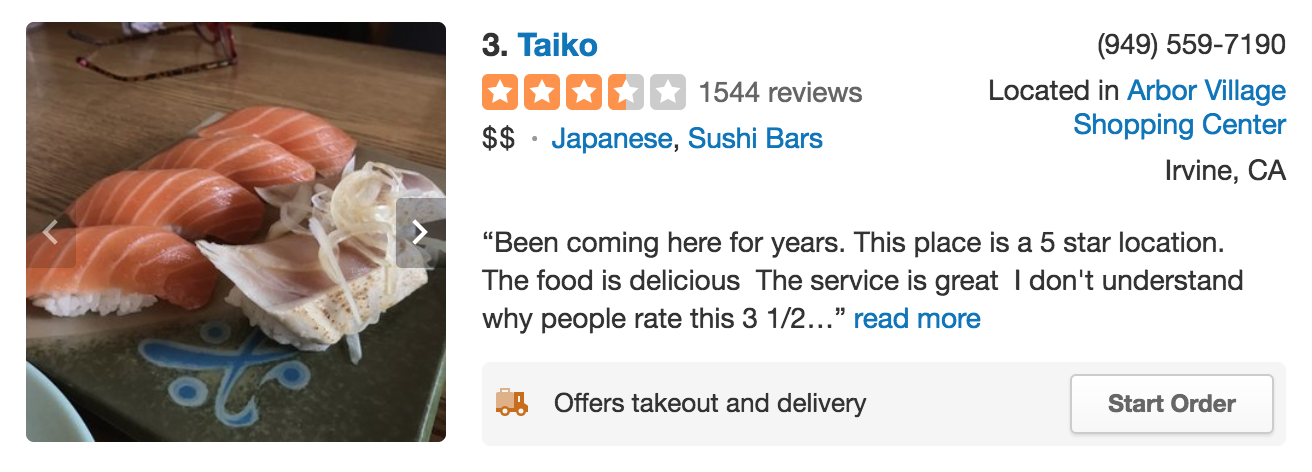 3. Taiko
1544 reviews
$$ · Japanese, Sushi Bars
(949) 559-7190
Located in Arbor Village
Shopping Center
Irvine, CA
“Been coming here for years. This place is a 5 star location.
The food is delicious  The service is great  I don't understand
why people rate this 3 1/2…” read more
Offers takeout and delivery
Start Order